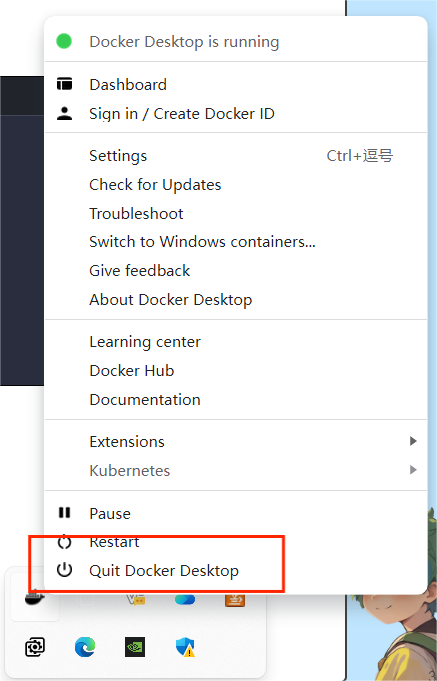 Docker Desktop is running
Dashboard
Sign in / Create Docker ID
Settings Ctrl+逗号
Check for Updates
Troubleshoot
Switch to Windows containers...
Give feedback
About Docker Desktop
Learning center
Docker Hub
Documentation
Extensions
Kubernetes
Pause
Restart
Quit Docker Desktop